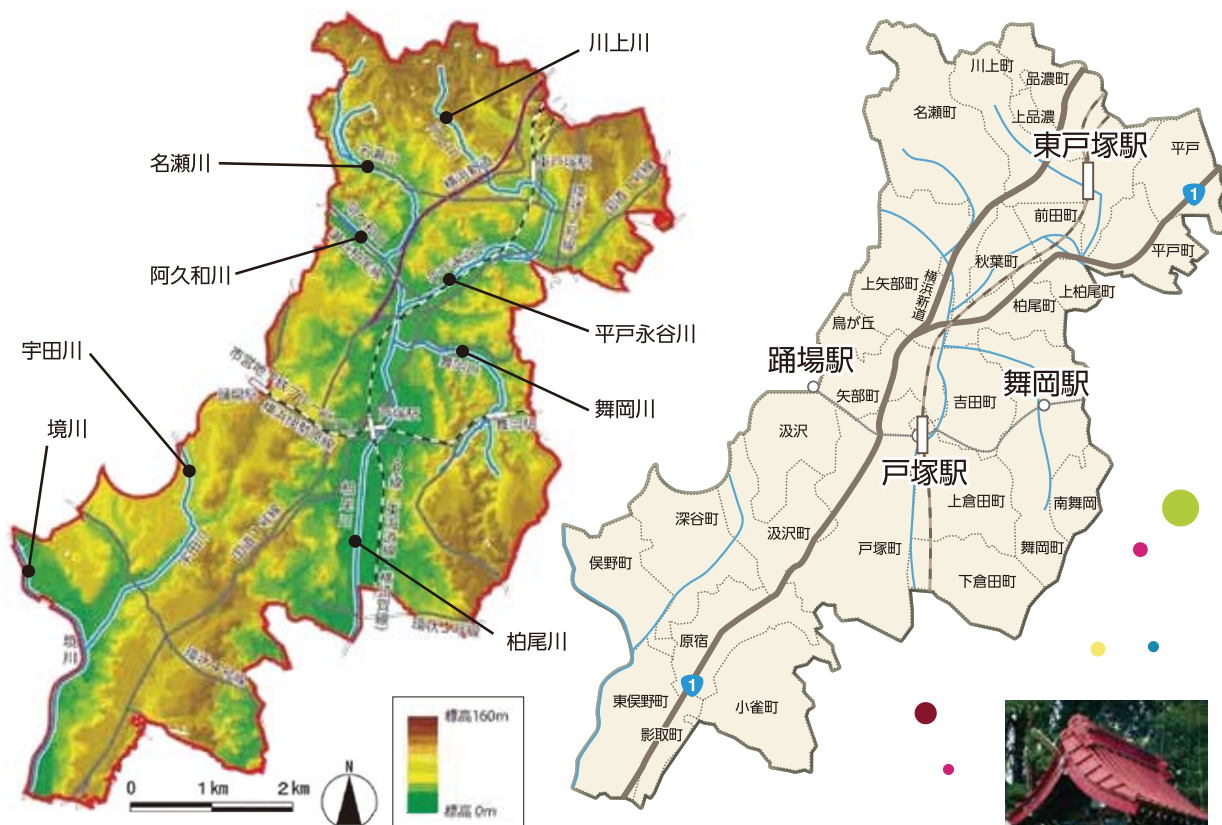 川上川
名瀬川
阿久和川
平戸永谷川
宇田川
舞岡川
境川
柏尾川
境川
標高160m
標高0m
0 1km 2km
N
川上町
品濃町
名瀬町
上品濃
東戸塚駅
平戸
1
前田町
平戸町
秋葉町
上矢部町
横浜新道
上柏尾町
柏尾町
鳥が丘
踊場駅
舞岡駅
矢部町
吉田町
汲沢
戸塚駅
上倉田町
南舞岡
深谷町
汲沢町
戸塚町
舞岡町
俣野町
下倉田町
原宿
1
東俣野町
小雀町
影取町